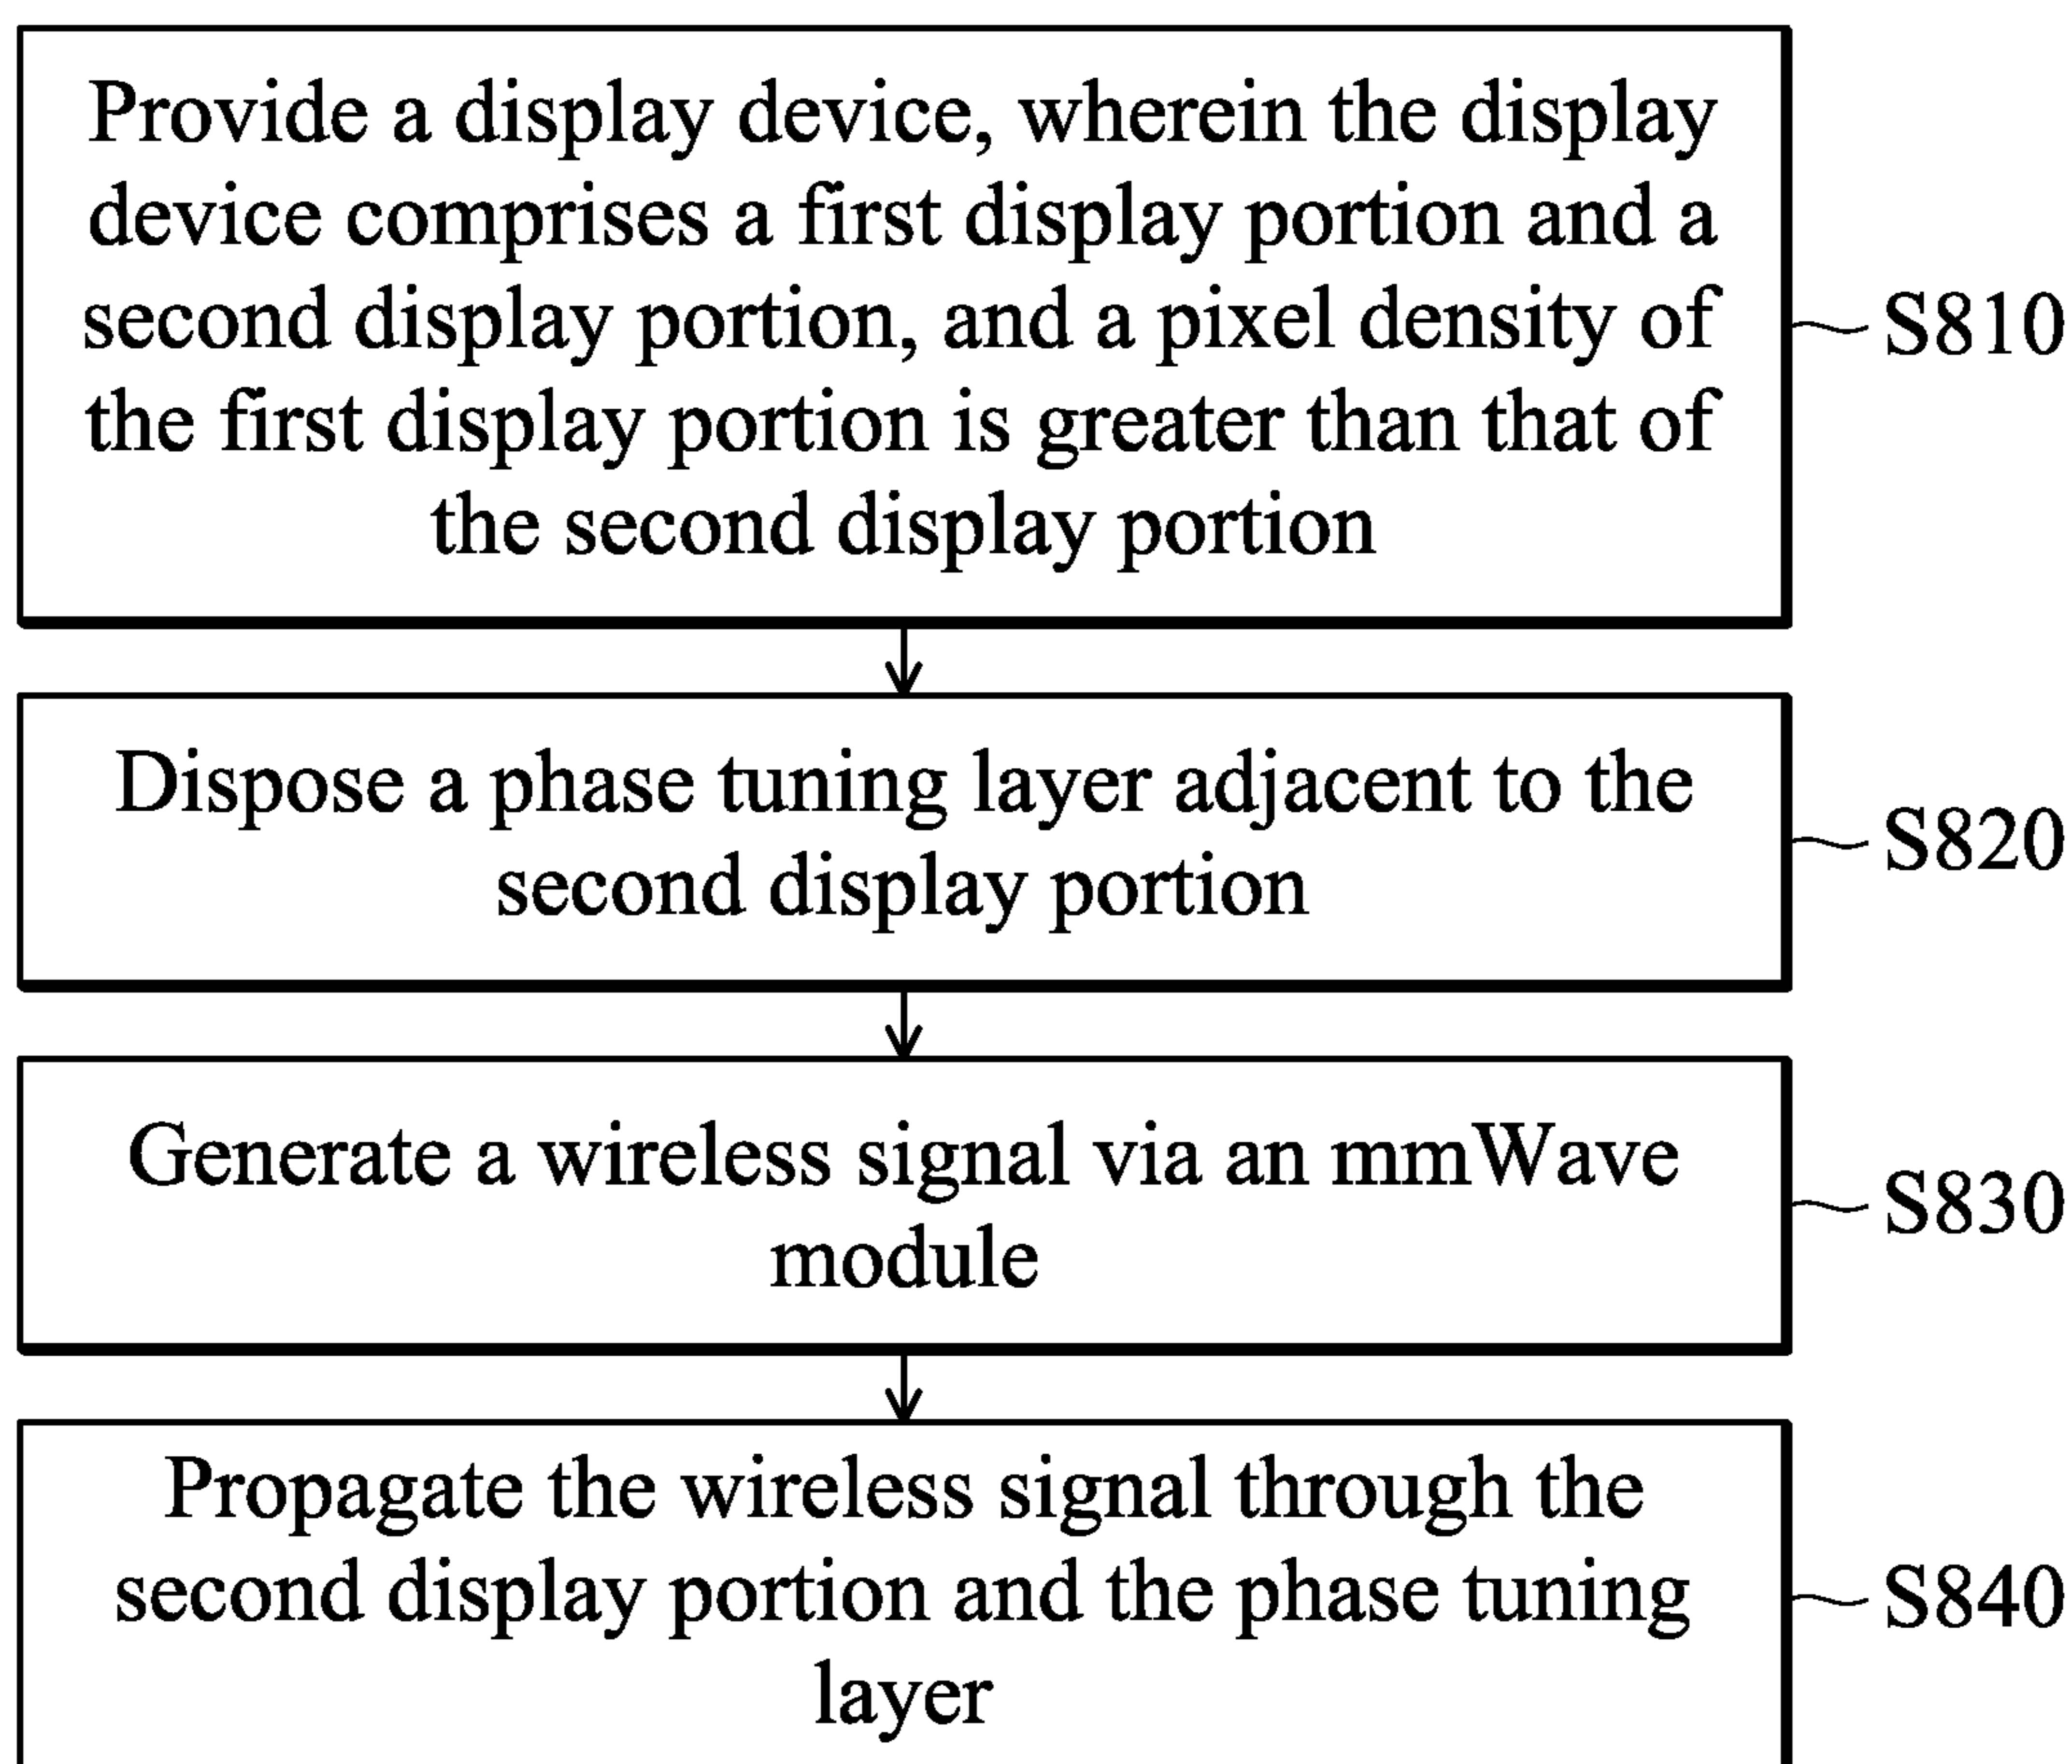 Provide a display device, wherein the display
device comprises a first display portion and a
second display portion, and a pixel density of
the first display portion is greater than that of
the second display portion
S810
Dispose a phase tuning layer adjacent to the
second display portion
S820
Generate a wireless signal via an mmWave
module
S830
Propagate the wireless signal through the
second display portion and the phase tuning
layer
S840